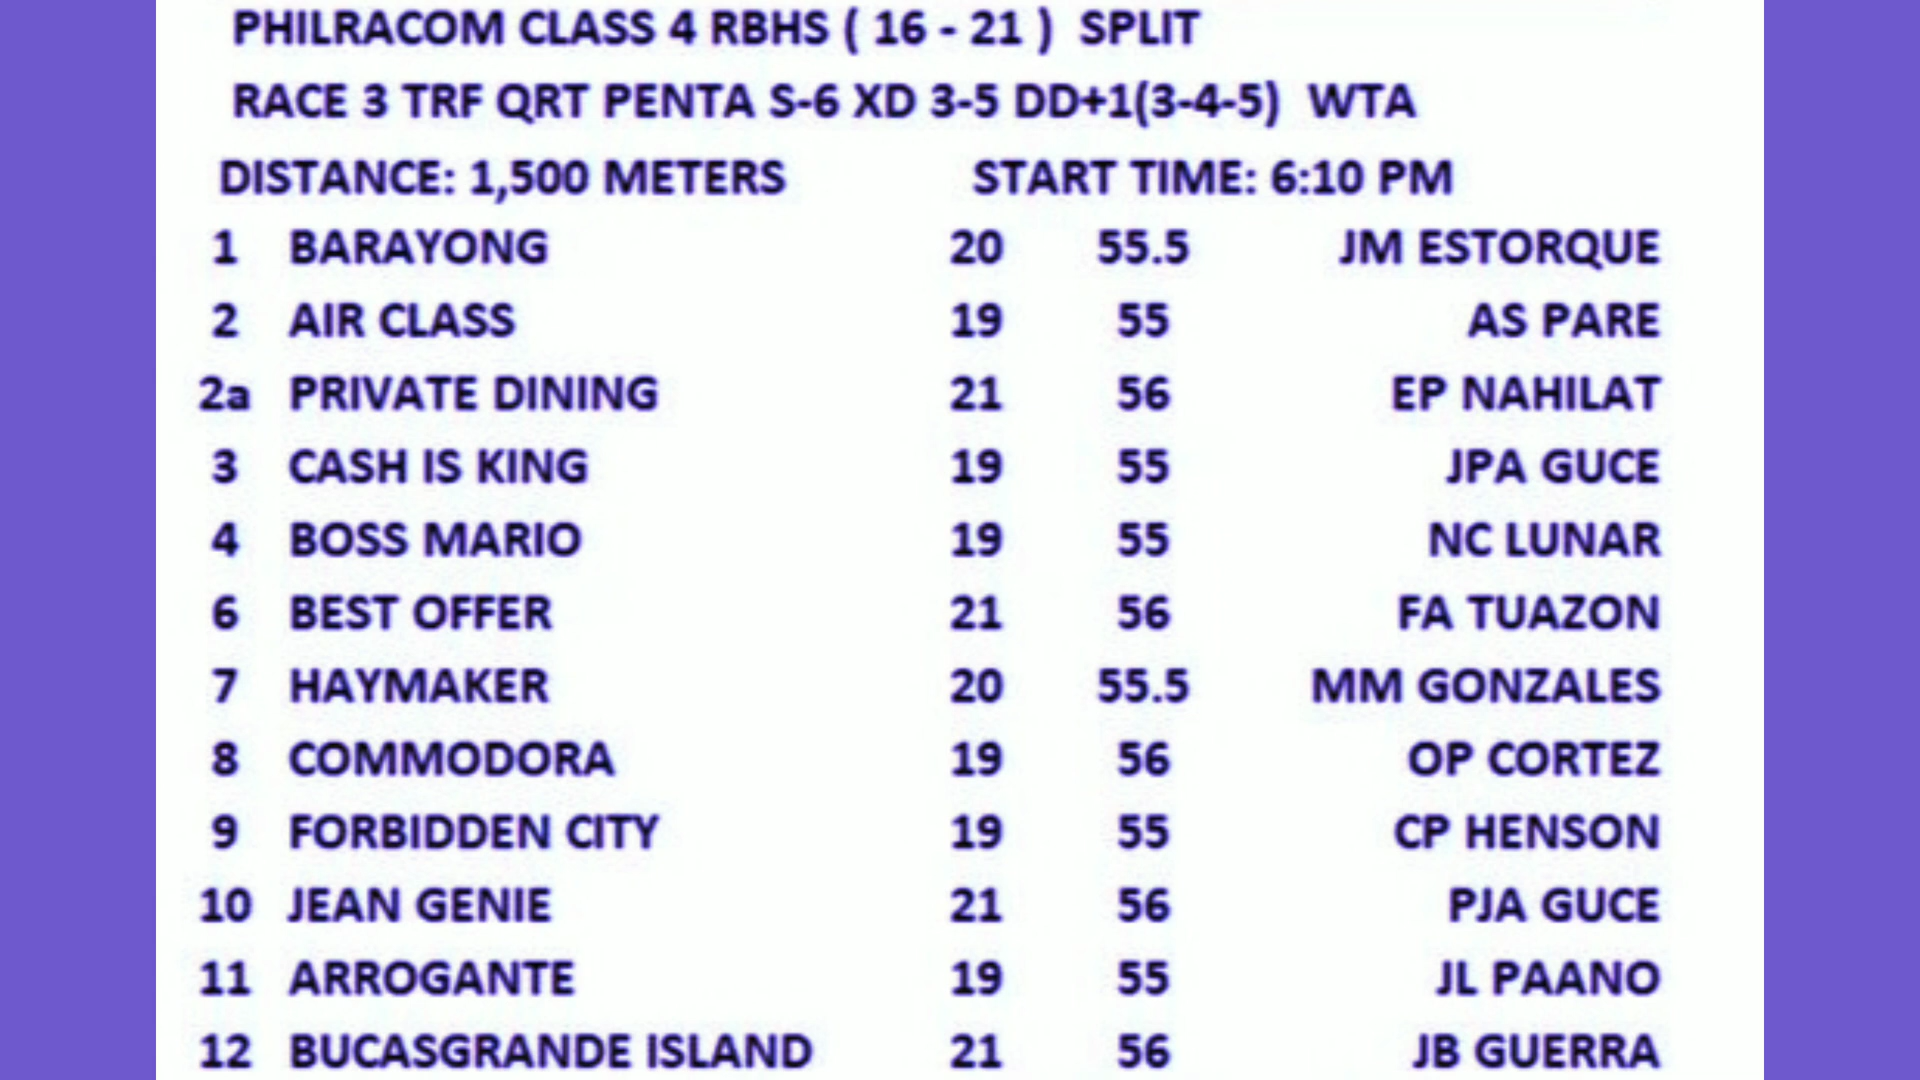 PHILRACOM CLASS 4 RBHS ( 16 - 21 ) SPLIT
RACE 3 TRF QRT PENTA S-6 XD 3-5 DD+1(3-4-5) WTA
DISTANCE: 1,500 METERS START TIME: 6:10 PM
1 BARAYONG 20 55.5 JM ESTORQUE
2 AIR CLASS 19 55 AS PARE
2a PRIVATE DINING 21 56 EP NAHILAT
3 CASH IS KING 19 55 JPA GUCE
4 BOSS MARIO 19 55 NC LUNAR
6 BEST OFFER 21 56 FA TUAZON
7 HAYMAKER 20 55.5 MM GONZALES
8 COMMODORA 19 56 OP CORTEZ
9 FORBIDDEN CITY 19 55 CP HENSON
10 JEAN GENIE 21 56 PJA GUCE
11 ARROGANTE 19 55 JL PAANO
12 BUCASGRANDE ISLAND 21 56 JB GUERRA